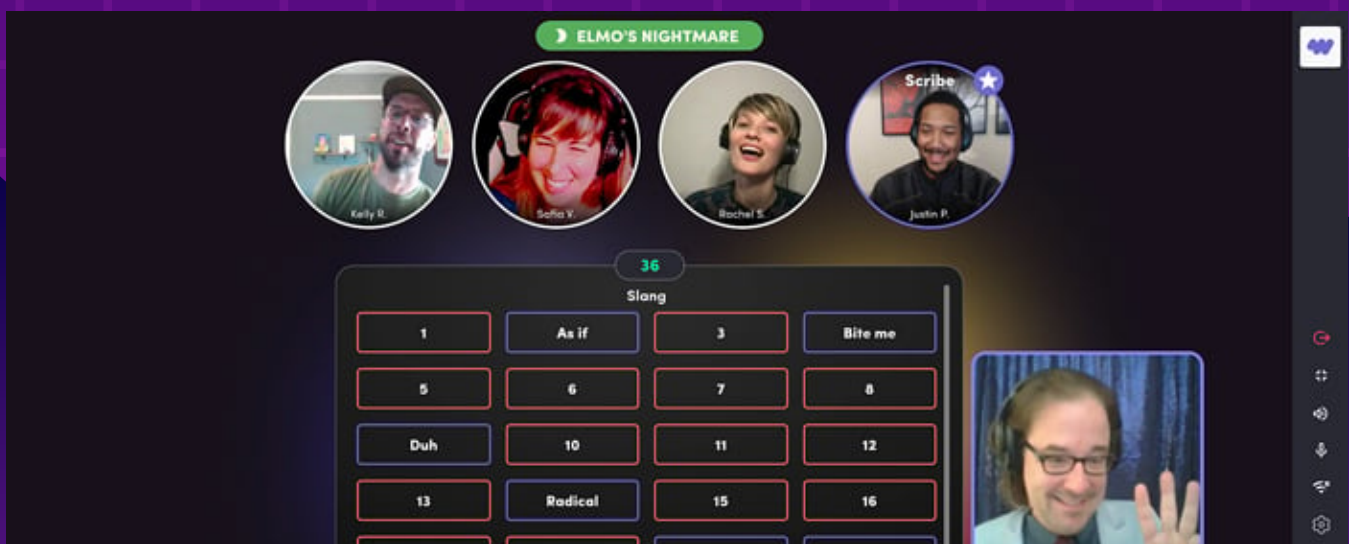 ELMO'S NIGHTMARE
Scribe
Kelly R.
Sofia V.
Rachel S.
Justin P.
36
Slang
1
As if
3
Bite me
5
6
7
8
Duh
10
11
12
13
Radical
15
16